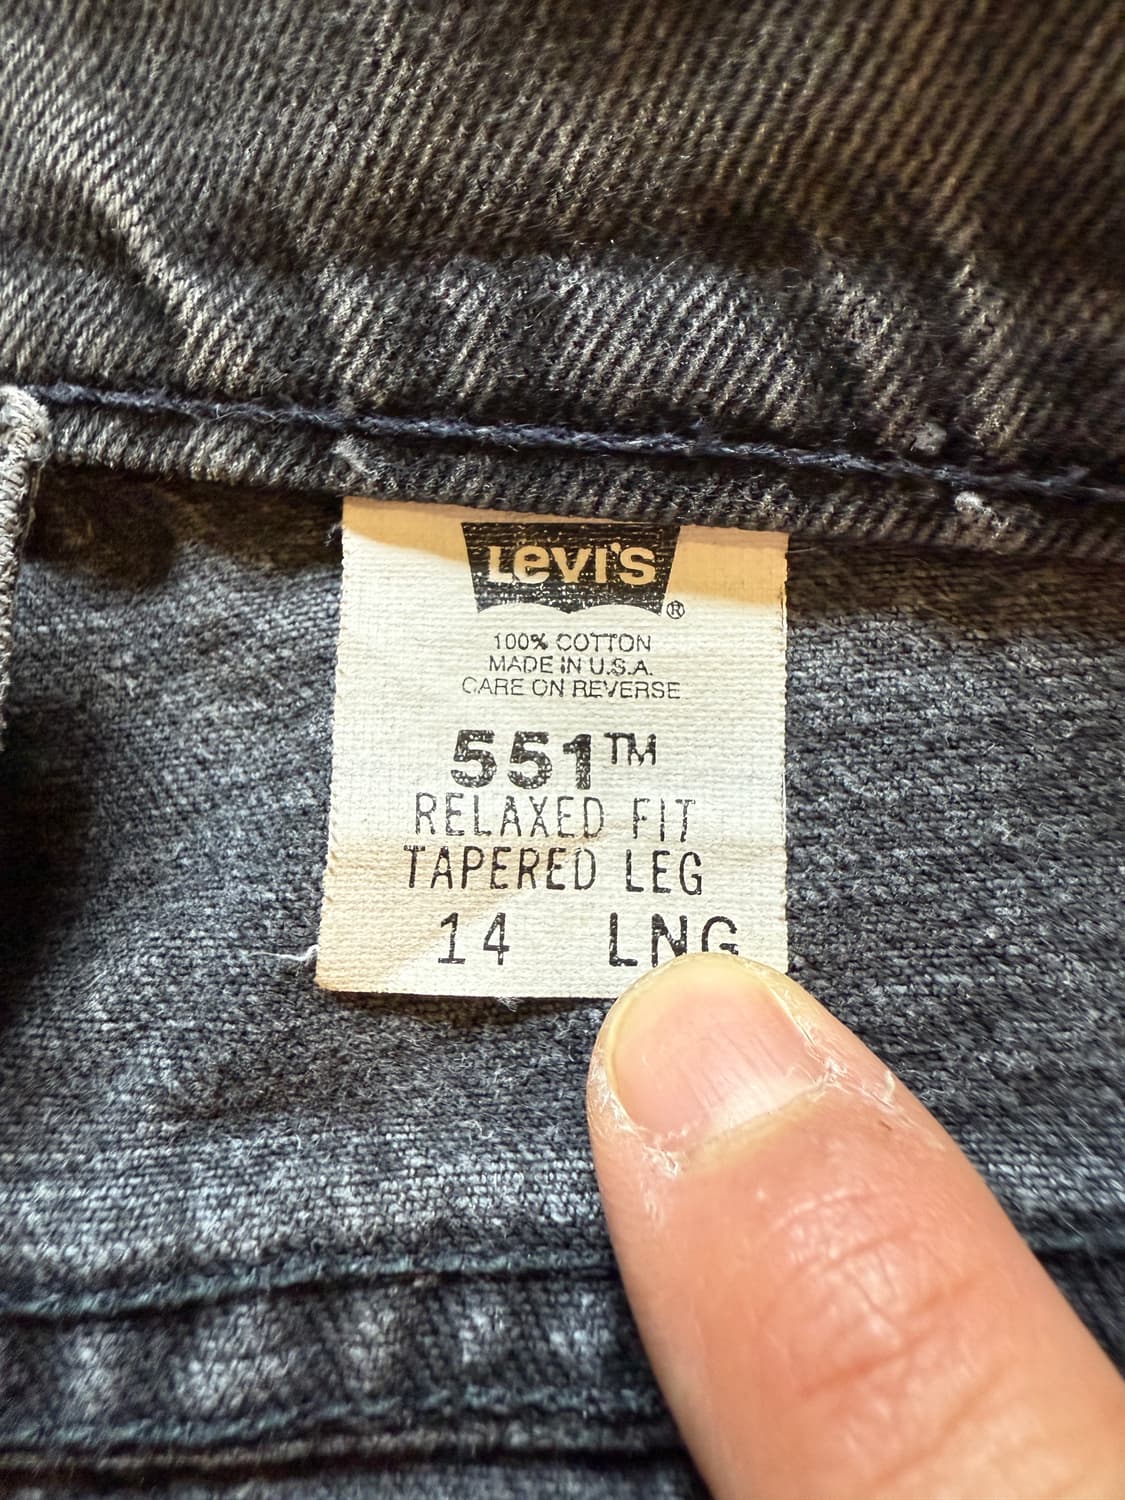 Levi's®
100% COTTON
MADE IN U.S.A.
CARE ON REVERSE
551™
RELAXED FIT
TAPERED LEG
14 LNG